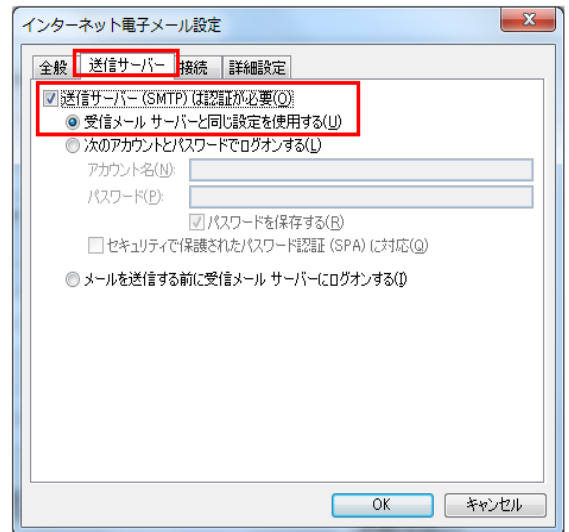 インターネット電子メール設定
全般 送信サーバー 接続 詳細設定
送信サーバー (SMTP) は認証が必要(O)
受信メール サーバーと同じ設定を使用する(U)
次のアカウントとパスワードでログオンする(L)
アカウント名(N):
パスワード(P):
パスワードを保存する(R)
セキュリティで保護されたパスワード認証 (SPA) に対応(Q)
メールを送信する前に受信メール サーバーにログオンする(I)
OK キャンセル